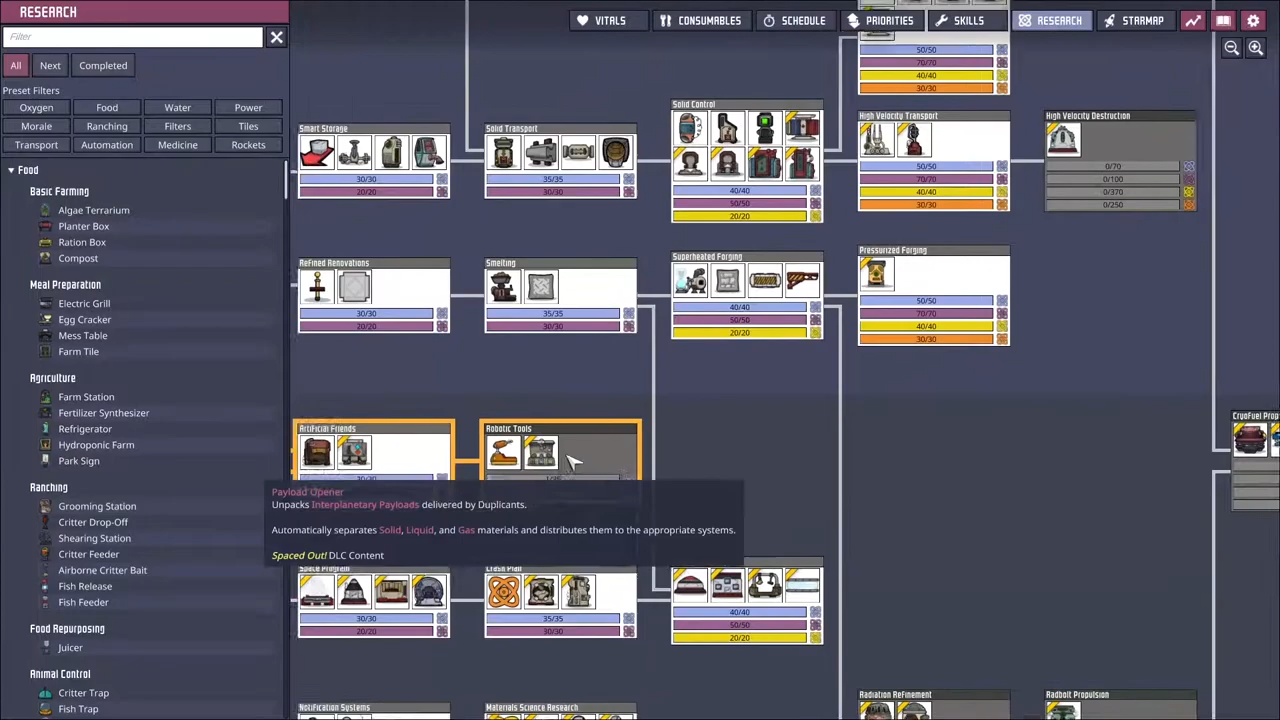 RESEARCH
VITALS
CONSUMABLES
SCHEDULE
PRIORITIES
SKILLS
RESEARCH
STARMAP
Filter
All
Next
Completed
Preset Filters
Oxygen
Food
Water
Power
Morale
Ranching
Filters
Tiles
Transport
Automation
Medicine
Rockets
Food
Basic Farming
Algae Terrarium
Planter Box
Ration Box
Compost
Meal Preparation
Electric Grill
Egg Cracker
Mess Table
Farm Tile
Agriculture
Farm Station
Fertilizer Synthesizer
Refrigerator
Hydroponic Farm
Park Sign
Ranching
Grooming Station
Critter Drop-Off
Shearing Station
Critter Feeder
Airborne Critter Bait
Fish Release
Fish Feeder
Food Repurposing
Juicer
Animal Control
Critter Trap
Fish Trap
50/50
70/70
40/40
30/30
Smart Storage
30/30
20/20
Solid Transport
35/35
30/30
Solid Control
40/40
50/50
20/20
High Velocity Transport
50/50
70/70
40/40
30/30
High Velocity Destruction
0/70
0/100
0/370
0/250
Refined Renovations
30/30
20/20
Smelting
35/35
30/30
Superheated Forging
40/40
50/50
20/20
Pressurized Forging
50/50
70/70
40/40
30/30
Artificial Friends
30/30
Robotic Tools
Payload Opener
Unpacks Interplanetary Payloads delivered by Duplicants.
Automatically separates Solid, Liquid, and Gas materials and distributes them to the appropriate systems.
Spaced Out! DLC Content
Space Program
30/30
20/20
Crash Plan
35/35
30/30
40/40
50/50
20/20
Notification Systems
Materials Science Research
Radiation Refinement
Radbolt Propulsion